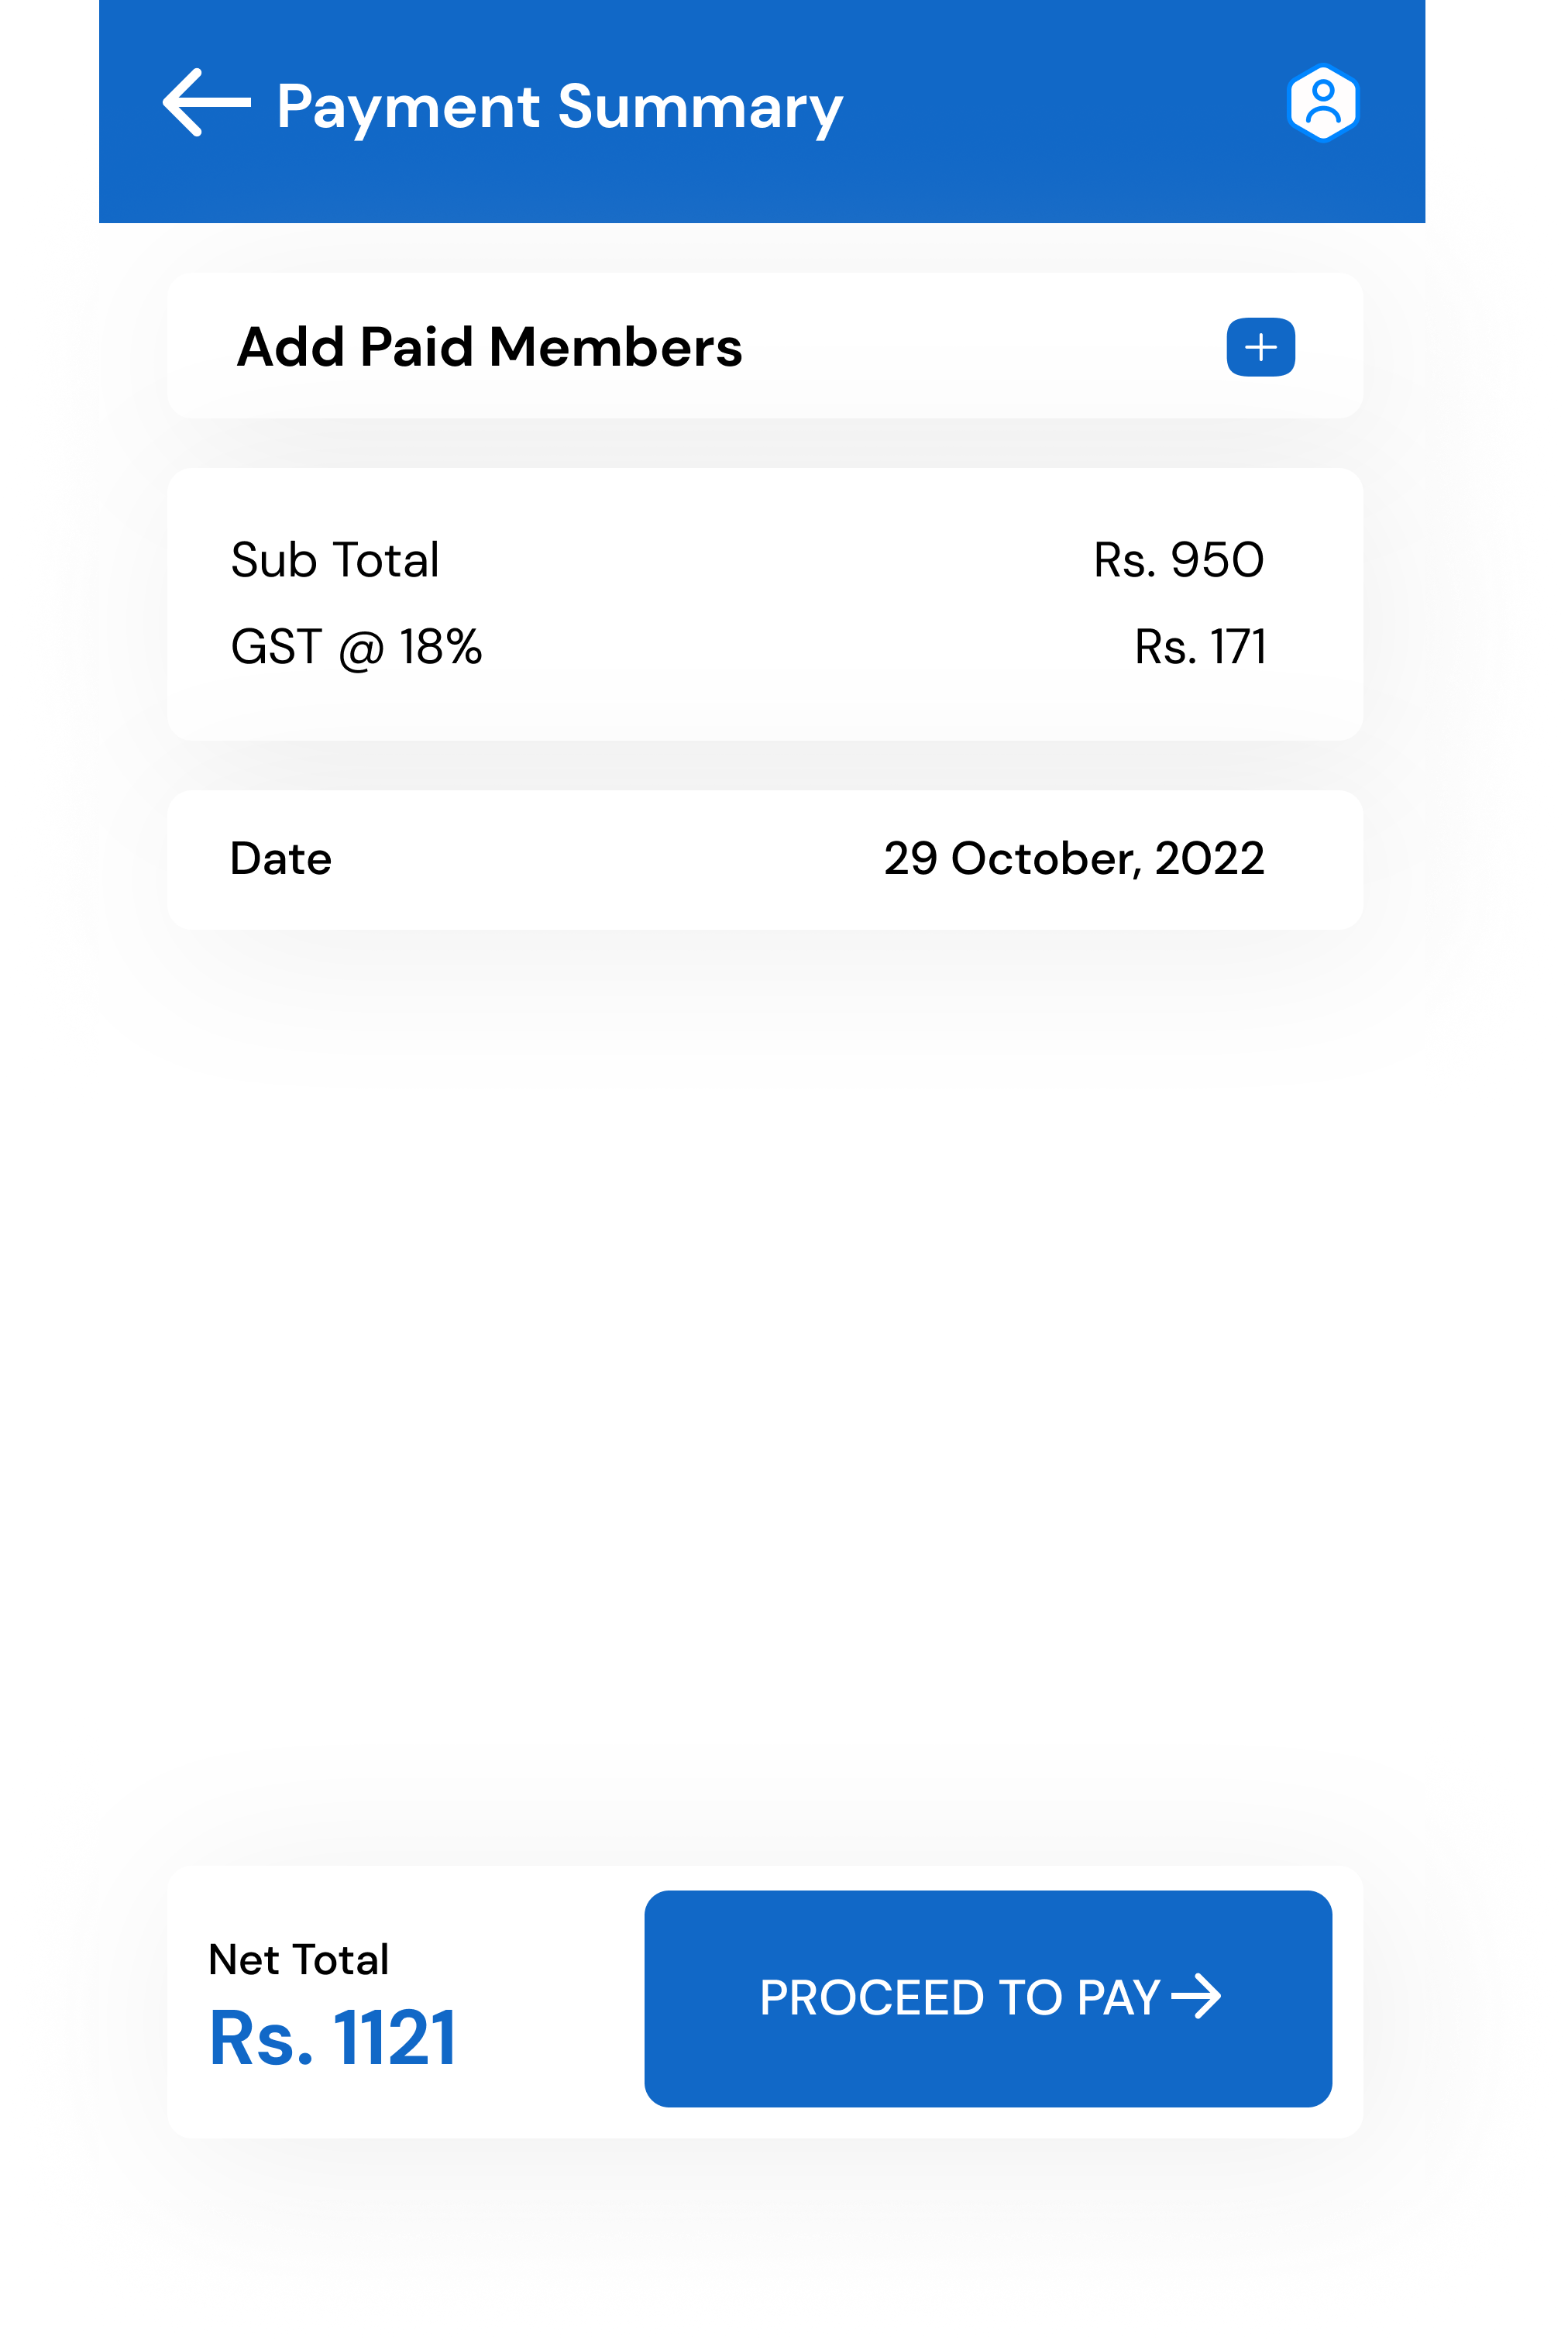 Payment Summary
Add Paid Members
Sub Total Rs. 950
GST @ 18% Rs. 171
Date 29 October, 2022
Net Total
Rs. 1121
PROCEED TO PAY